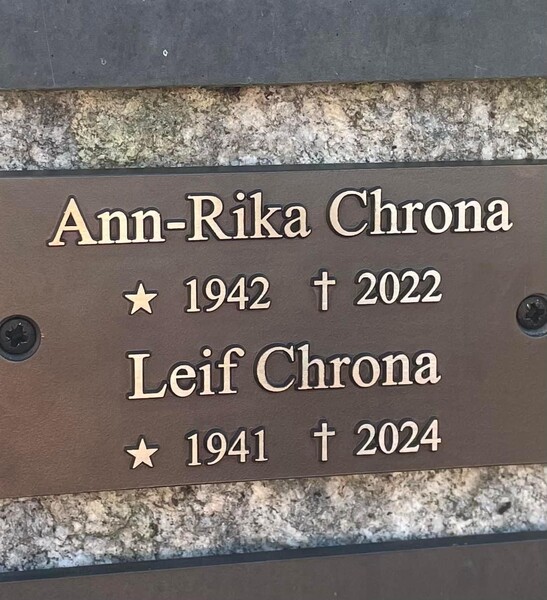 Ann-Rika Chrona
★ 1942 † 2022
Leif Chrona
★ 1941 † 2024